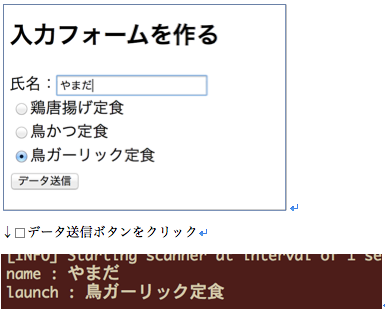 入力フォームを作る
氏名：やまだ
鶏唐揚げ定食
鳥かつ定食
鳥ガーリック定食
データ送信
↓□データ送信ボタンをクリック↵
[INFO] Starting scanner at interval of 1 se
name : やまだ
launch : 鳥ガーリック定食